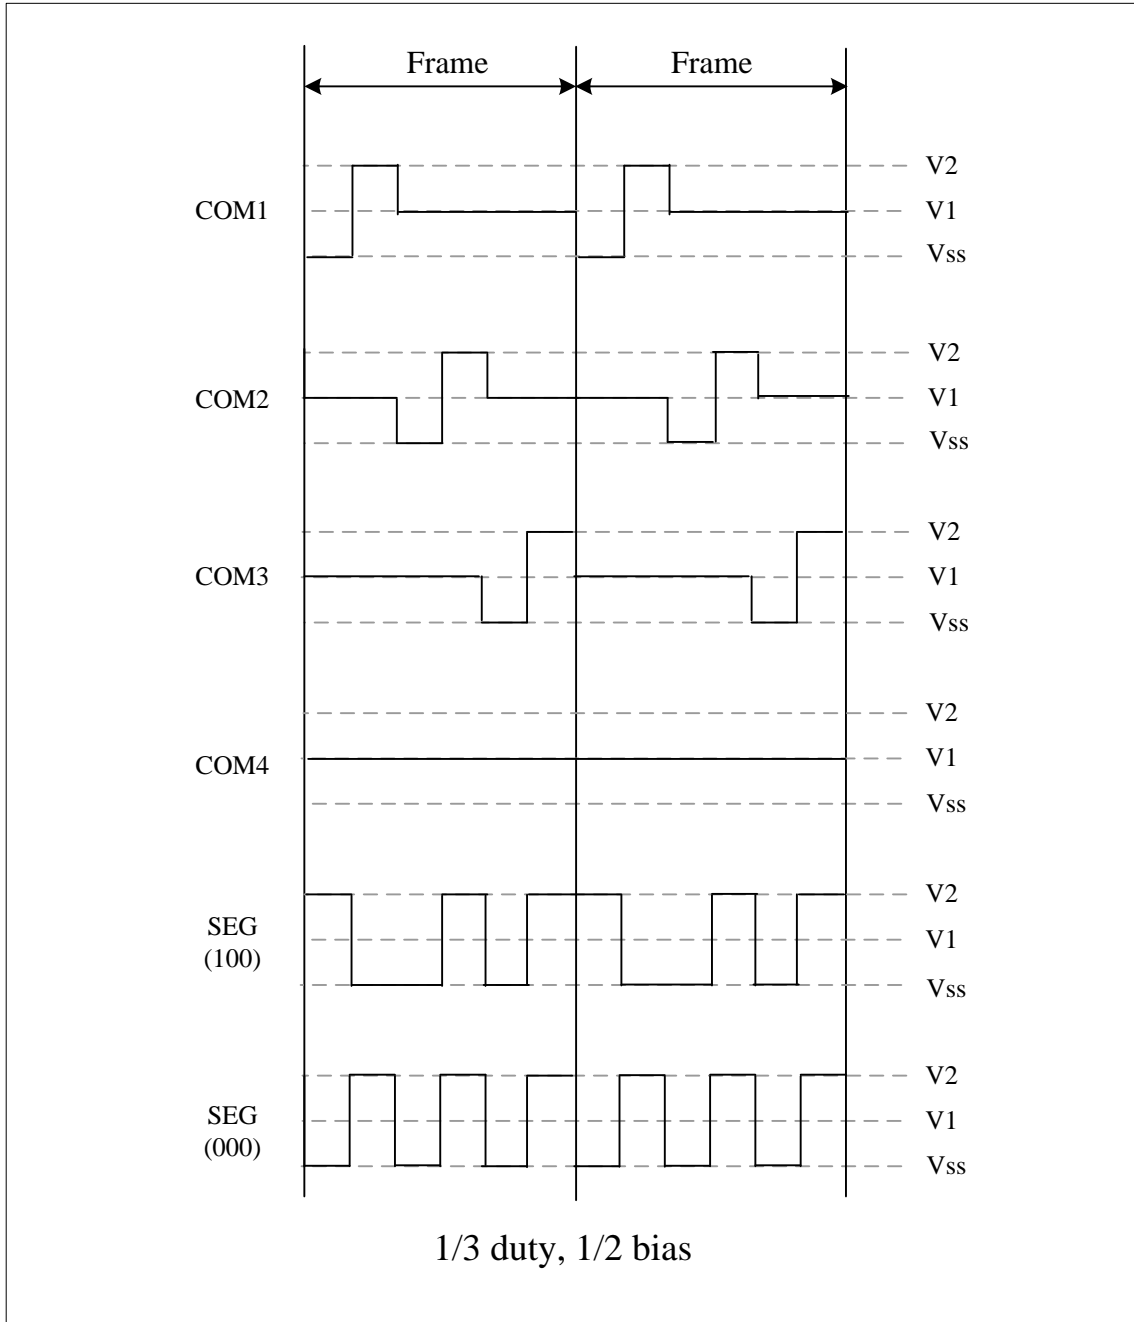 Frame Frame
V2
COM1 V1
Vss
V2
COM2 V1
Vss
V2
COM3 V1
Vss
V2
COM4 V1
Vss
V2
SEG
(100)
V1
Vss
V2
SEG
(000)
V1
Vss
1/3 duty, 1/2 bias